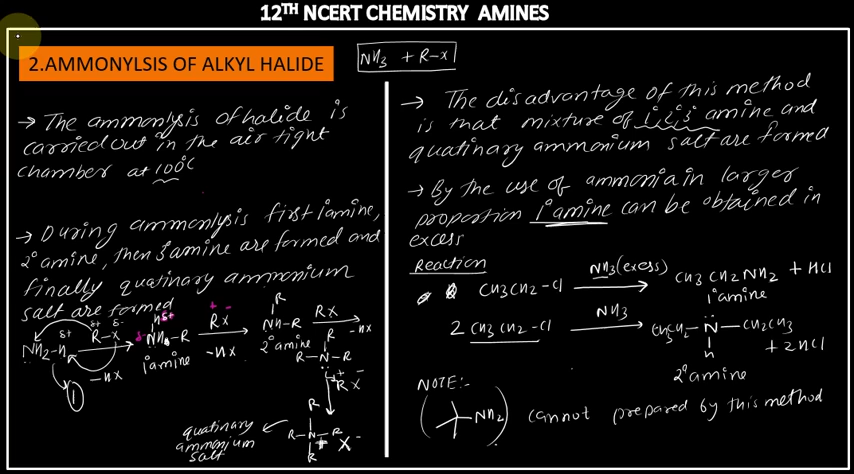 12TH NCERT CHEMISTRY AMINES
2.AMMONYLSIS OF ALKYL HALIDE
NH3 + R-X
→ The ammonlysis of halide is
carried out in the air tight
chamber at 100°C
→ During ammonlysis first 1°amine,
2° amine, then 3°amine are formed and
finally quatinary ammonium
salt are formed
δ+ δ+ δ-
NH2-H R-X
-HX
1
δ- H δ+
NH-R
1°amine
+ -
RX
-HX
R
NH-R
2°amine
RX
-HX
R
R-N-R
+ -
RX
R
R-N-R
+ X-
R
quatinary
ammonium
salt
→ The disadvantage of this method
is that mixture of 1°,2°,3° amine and
quatinary ammonium salt are formed
→ By the use of ammonia in larger
proportion 1°amine can be obtained in
excess
Reaction
CH3CH2-Cl NH3(excess) CH3CH2NH2 + HCl
1°amine
2 CH3CH2-Cl NH3 CH3CH2-N-CH2CH3
H
+ 2HCl
2°amine
NOTE:-
( NH2) cannot prepared by this method